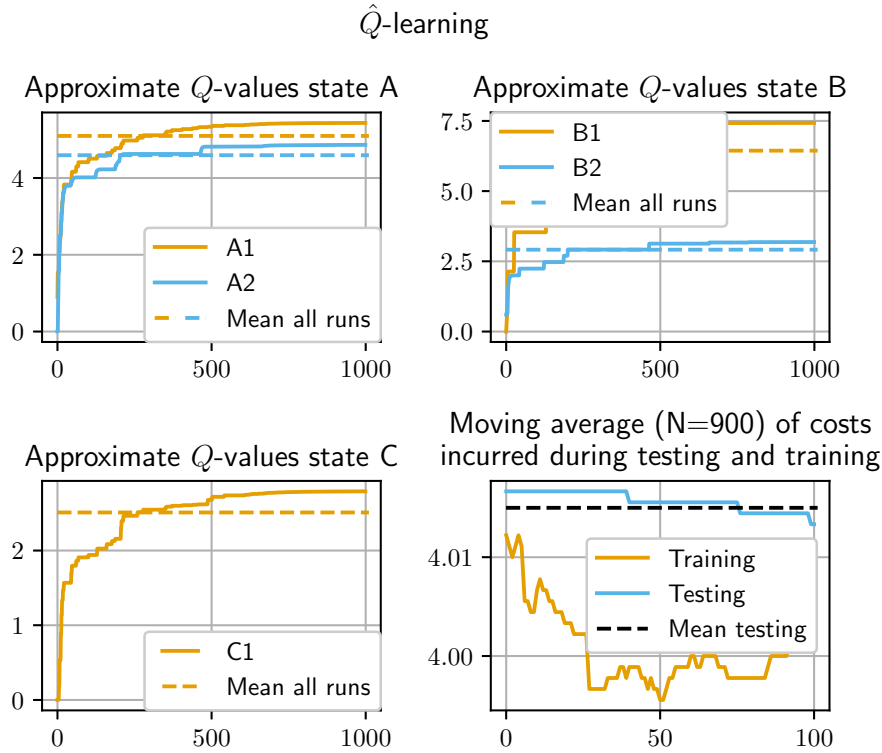 Q̂-learning
Approximate Q-values state A
4
2
0
0
500
1000
A1
A2
Mean all runs
Approximate Q-values state B
7.5
5.0
2.5
0.0
0
500
1000
B1
B2
Mean all runs
Approximate Q-values state C
2
1
0
0
500
1000
C1
Mean all runs
Moving average (N=900) of costs
incurred during testing and training
4.01
4.00
0
50
100
Training
Testing
Mean testing